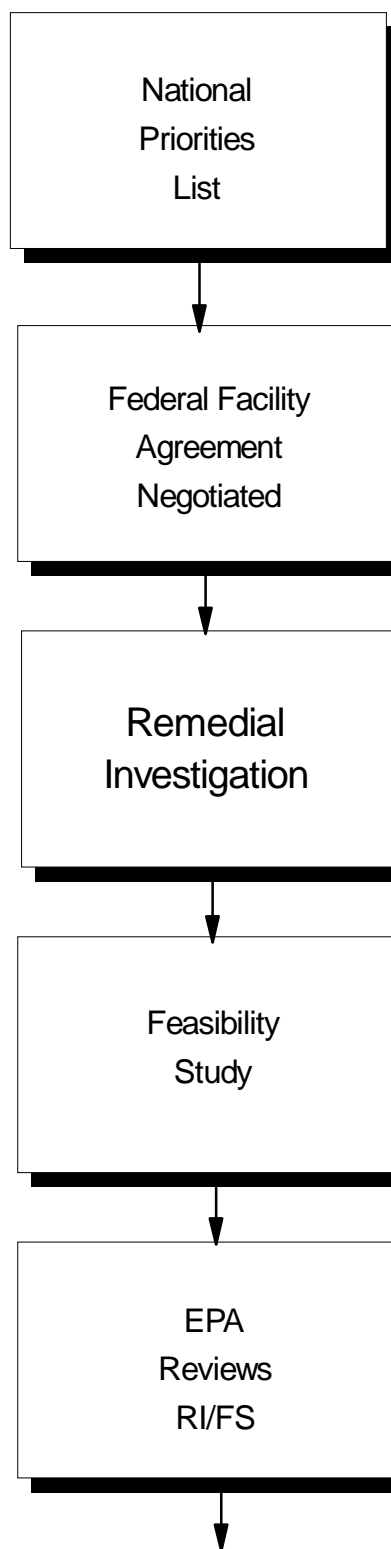 National
Priorities
List
Federal Facility
Agreement
Negotiated
Remedial
Investigation
Feasibility
Study
EPA
Reviews
RI/FS